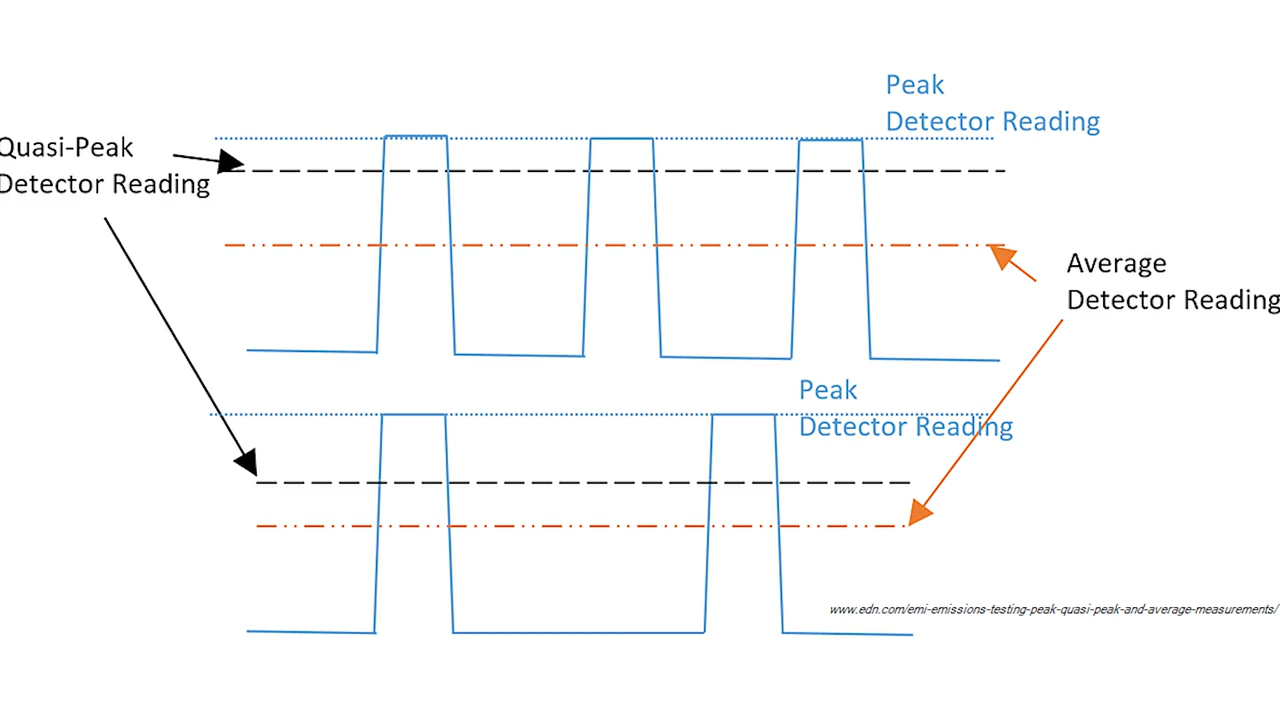 Peak
Detector Reading
Quasi-Peak
Detector Reading
Average
Detector Reading
Peak
Detector Reading
www.edn.com/emi-emissions-testing-peak-quasi-peak-and-average-measurements/